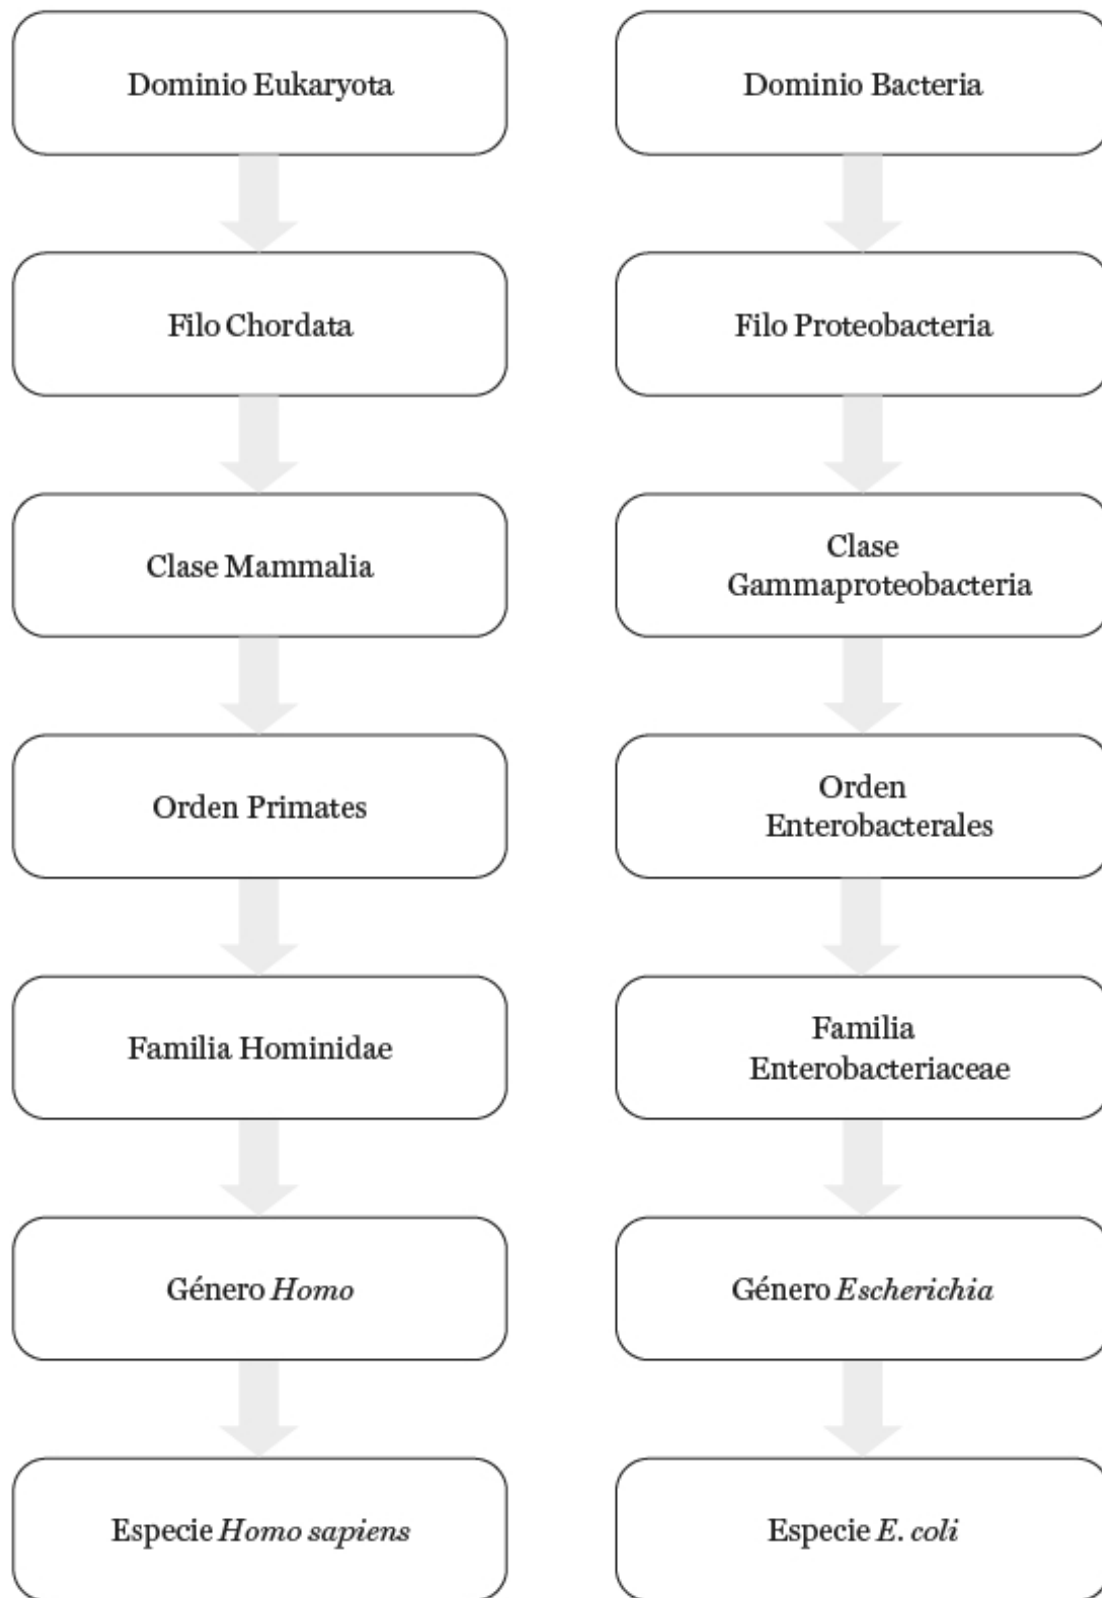 Dominio Eukaryota
Filo Chordata
Clase Mammalia
Orden Primates
Familia Hominidae
Género Homo
Especie Homo sapiens
Dominio Bacteria
Filo Proteobacteria
Clase
Gammaproteobacteria
Orden
Enterobacterales
Familia
Enterobacteriaceae
Género Escherichia
Especie E. coli